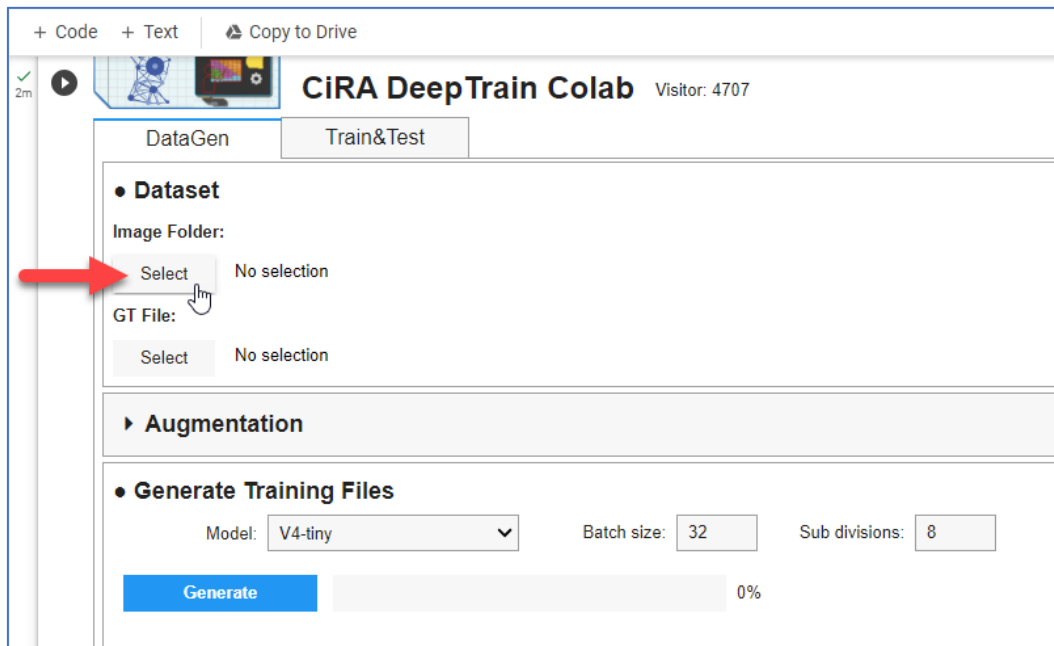 + Code + Text Copy to Drive
2m
CiRA DeepTrain Colab Visitor: 4707
DataGen Train&Test
● Dataset
Image Folder:
Select No selection
GT File:
Select No selection
Augmentation
● Generate Training Files
Model: V4-tiny Batch size: 32 Sub divisions: 8
Generate 0%